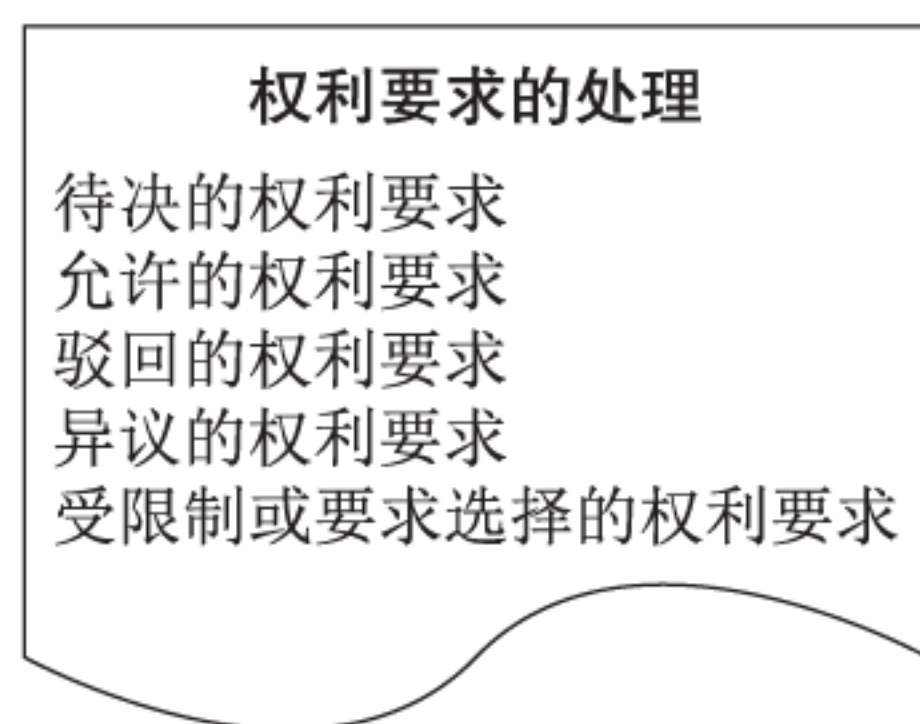 权利要求的处理
待决的权利要求
允许的权利要求
驳回的权利要求
异议的权利要求
受限制或要求选择的权利要求